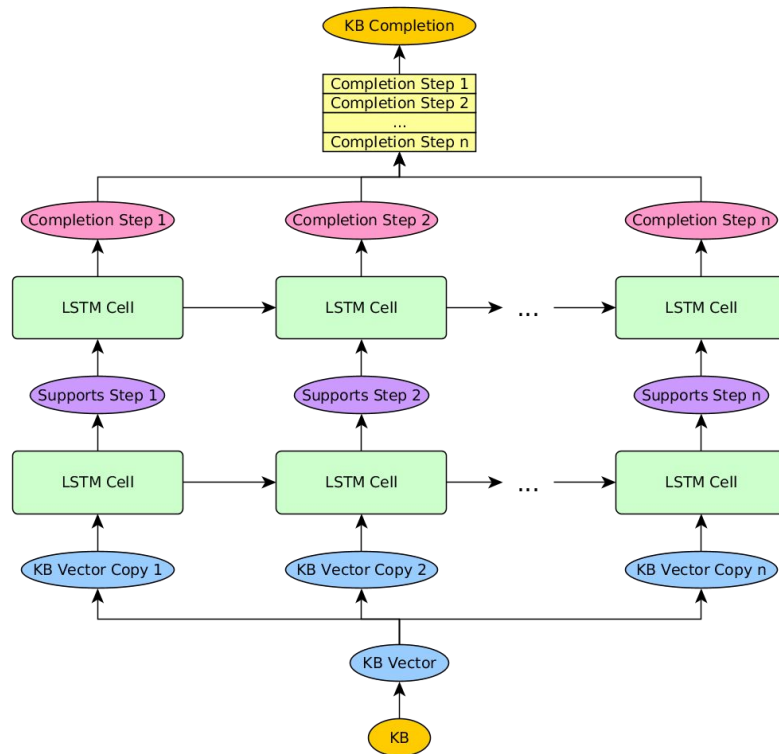 KB Completion
Completion Step 1
Completion Step 2
...
Completion Step n
Completion Step 1
Completion Step 2
Completion Step n
LSTM Cell
LSTM Cell
...
LSTM Cell
Supports Step 1
Supports Step 2
Supports Step n
LSTM Cell
LSTM Cell
...
LSTM Cell
KB Vector Copy 1
KB Vector Copy 2
KB Vector Copy n
KB Vector
KB